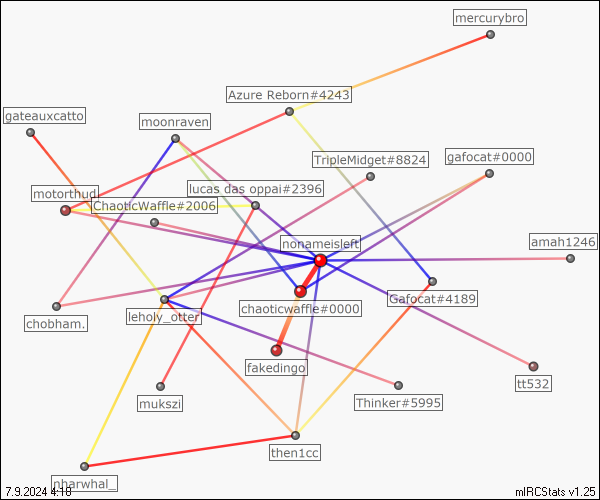 mercurybro
Azure Reborn#4243
gateauxcatto
moonraven
TripleMidget#8824
gafocat#0000
lucas das oppai#2396
motorthud_
ChaoticWaffle#2006
nonameisleft
amah1246
Gafocat#4189
chaoticwaffle#0000
chobham.
leholy_otter
fakedingo
tt532
mukszi
Thinker#5995
then1cc
nharwhal_
7.9.2024 4:18
mIRCStats v1.25